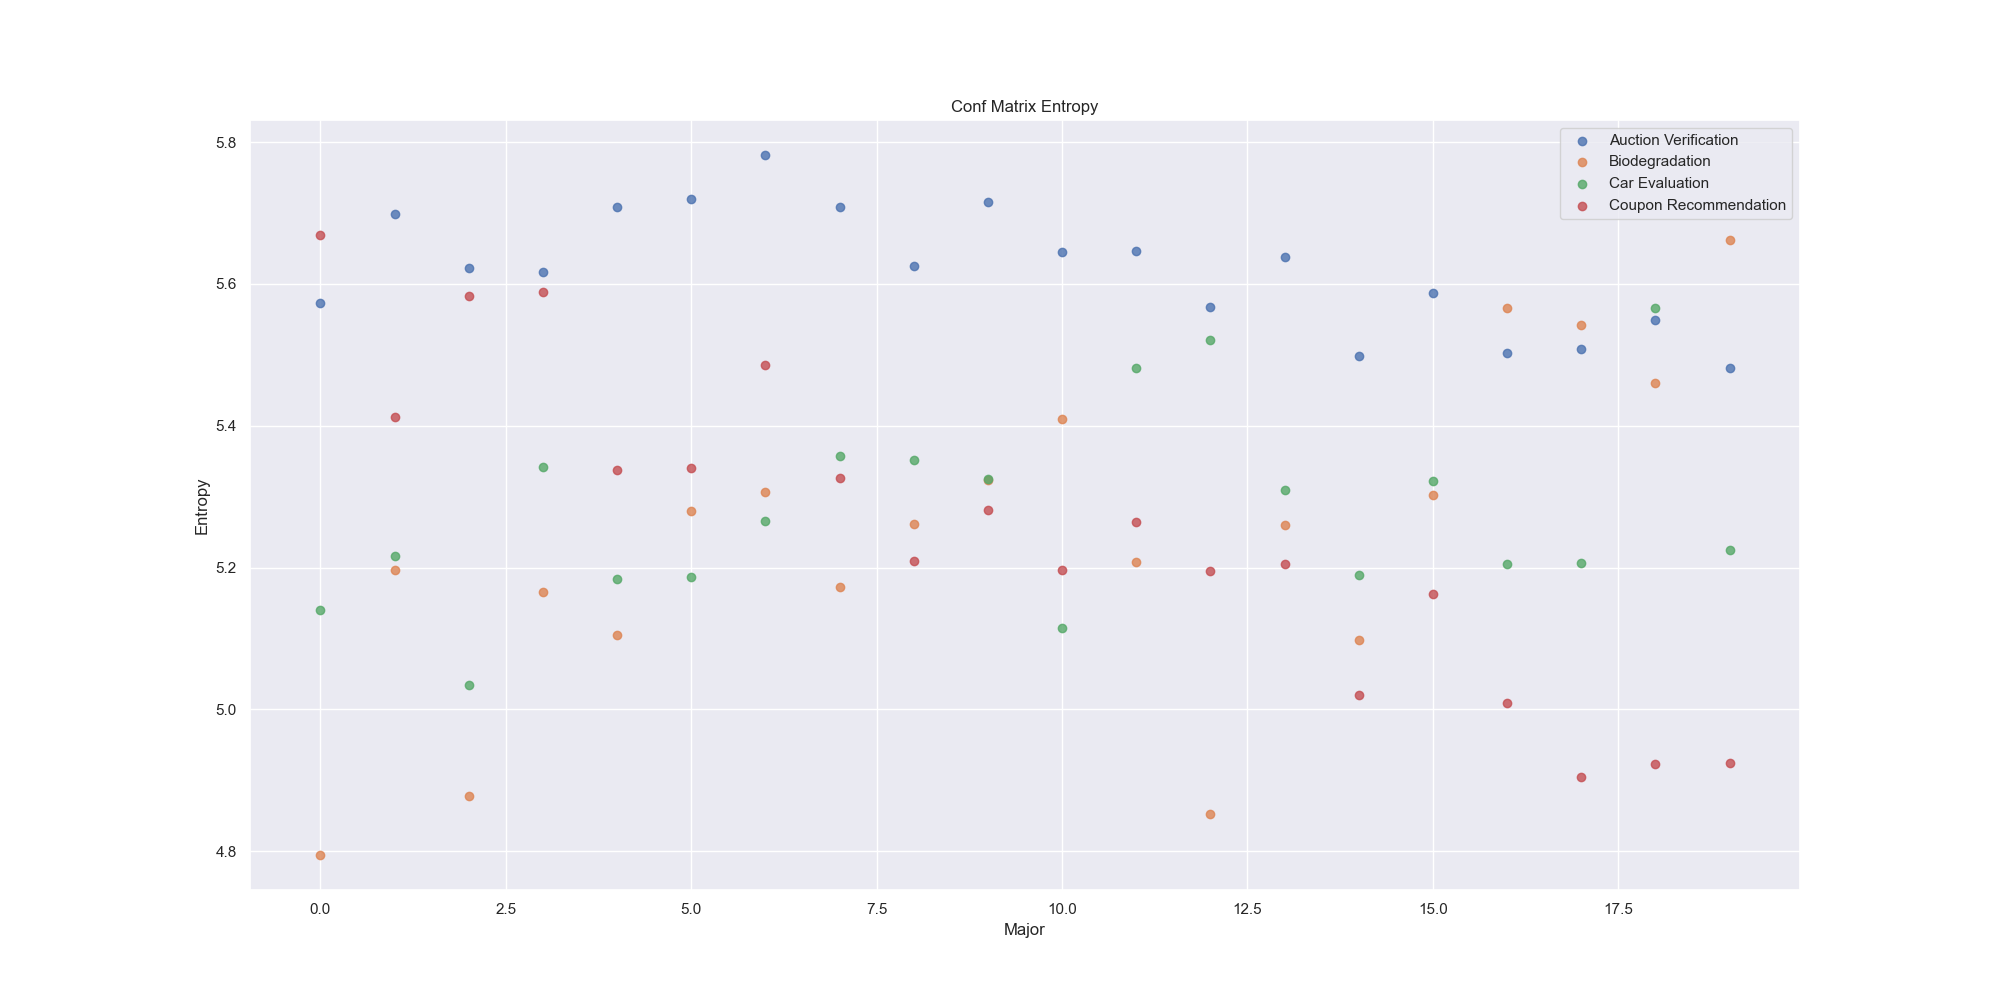 Conf Matrix Entropy
Auction Verification
Biodegradation
Car Evaluation
Coupon Recommendation
5.8
5.6
5.4
5.2
5.0
4.8
Entropy
0.0 2.5 5.0 7.5 10.0 12.5 15.0 17.5
Major